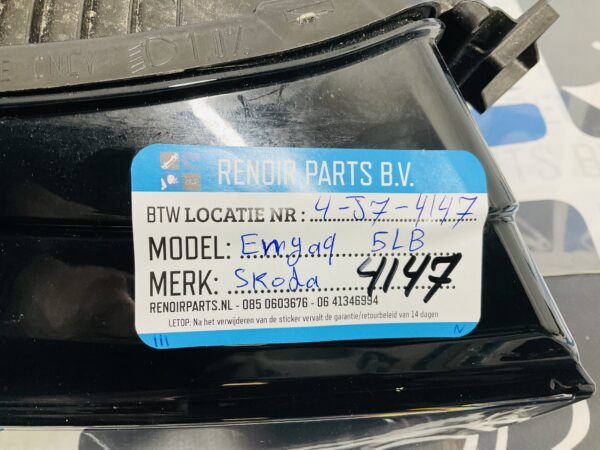 RENOIR PARTS B.V.
BTW LOCATIE NR: 4-J7-4147
MODEL: Emyaq 5LB
MERK: Skoda 4147
RENOIRPARTS.NL - 085 0603676 - 06 41346994
LETOP: Na het verwijderen van de sticker vervalt de garantie/retourbeleid van 14 dagen